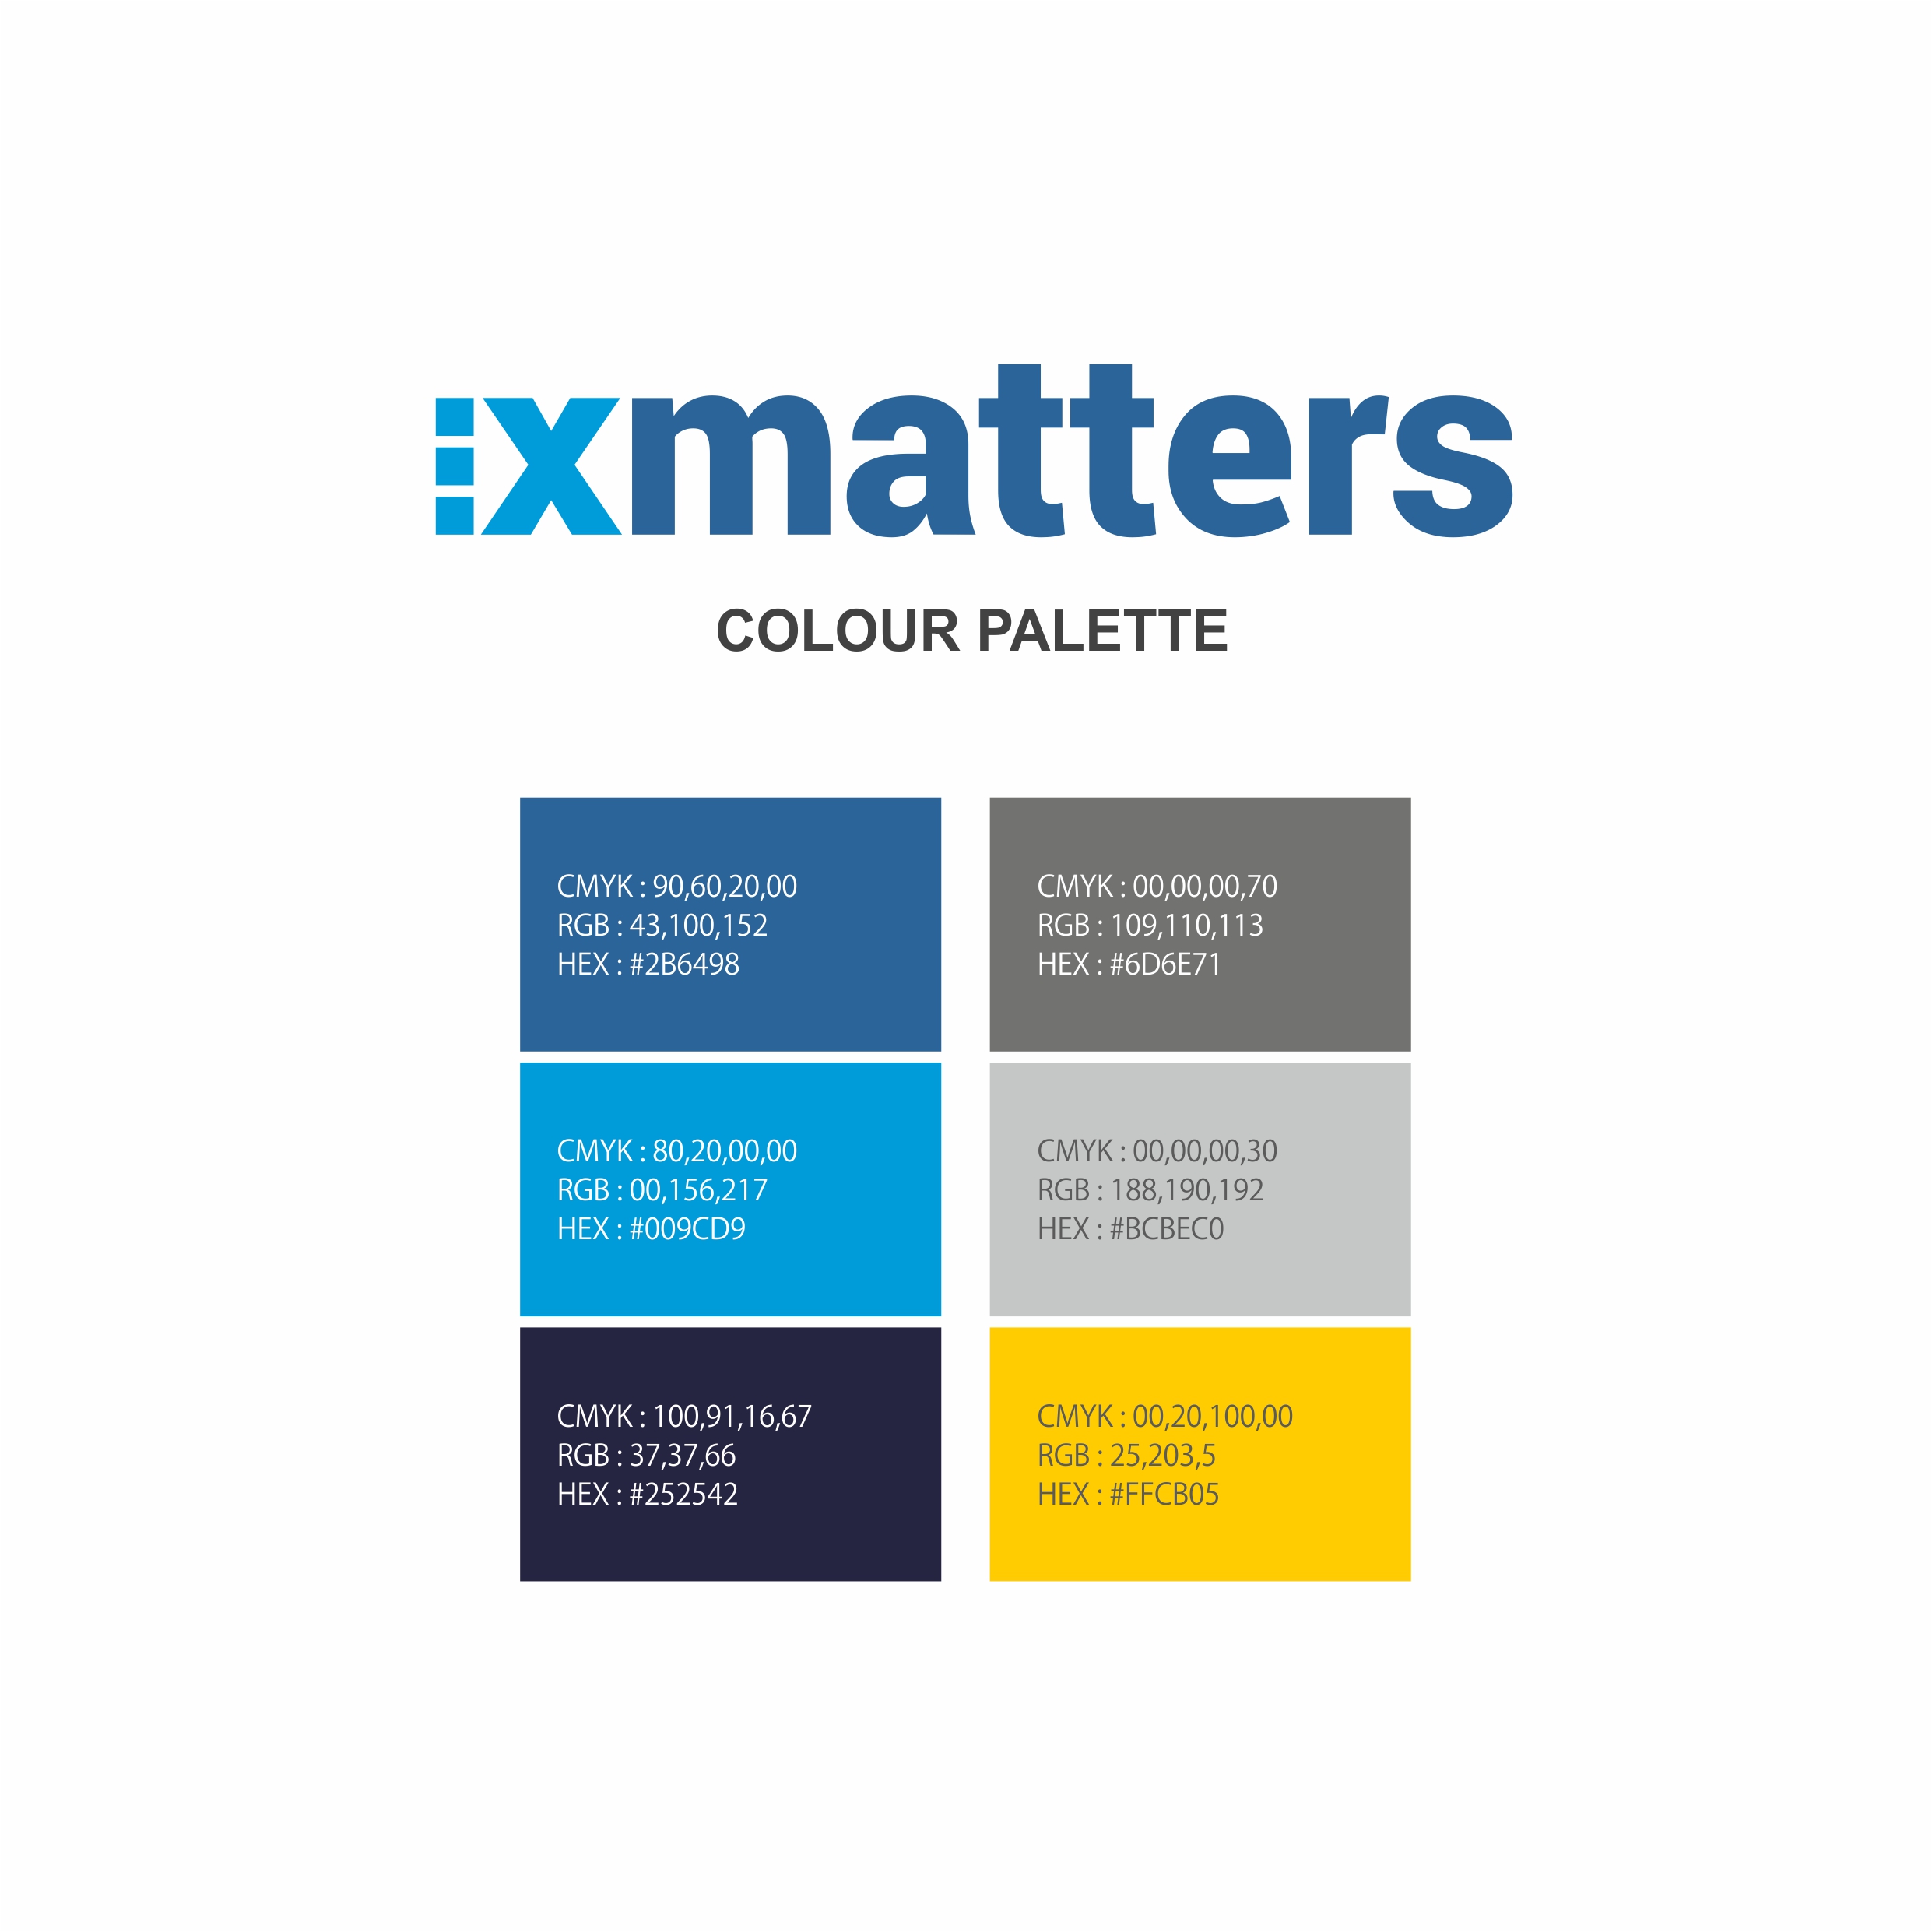 xmatters
COLOUR PALETTE
CMYK : 90,60,20,00
RGB : 43,100,152
HEX : #2B6498
CMYK : 00,00,00,70
RGB : 109,110,113
HEX : #6D6E71
CMYK : 80,20,00,00
RGB : 00,156,217
HEX : #009CD9
CMYK : 00,00,00,30
RGB : 188,190,192
HEX : #BCBEC0
CMYK : 100,91,16,67
RGB : 37,37,66
HEX : #252542
CMYK : 00,20,100,00
RGB : 25,203,5
HEX : #FFCB05